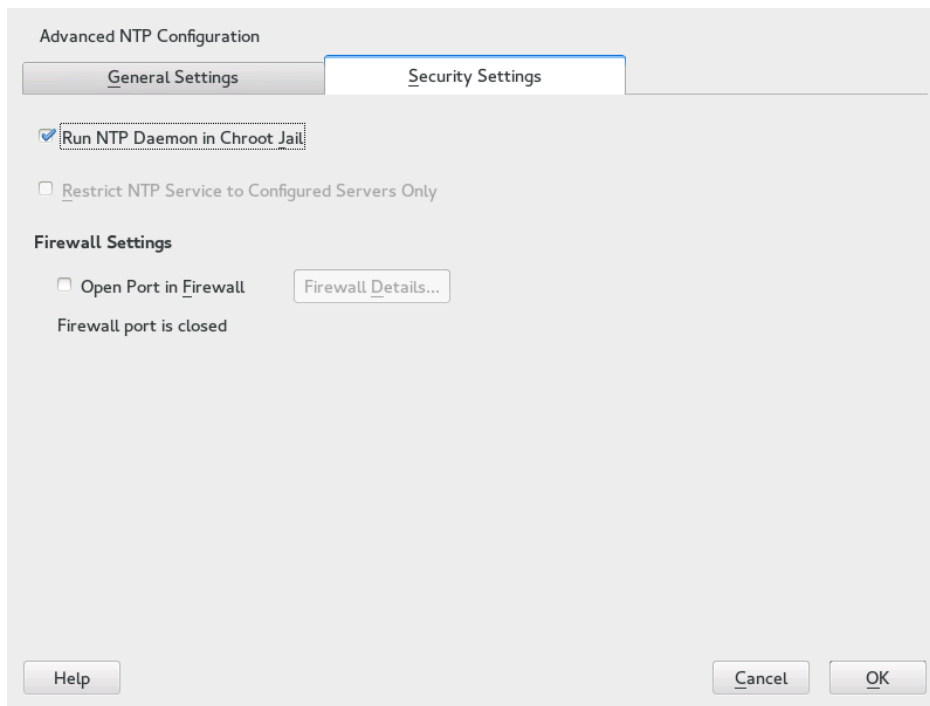 Advanced NTP Configuration
General Settings
Security Settings
Run NTP Daemon in Chroot Jail
Restrict NTP Service to Configured Servers Only
Firewall Settings
Open Port in Firewall
Firewall Details...
Firewall port is closed
Help
Cancel
OK